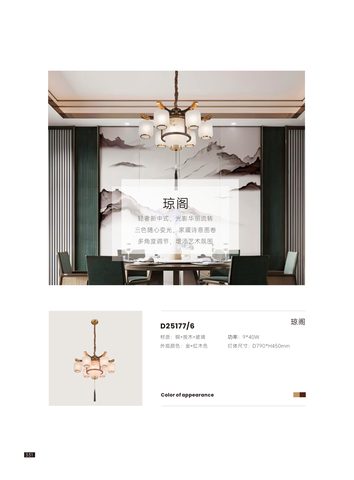 琼阁
轻奢新中式，光影华丽流转
三色随心变光，家藏诗意画卷
多角度调节，增添艺术氛围
D25177/6
琼阁
材质：铜+胺木+玻璃
功率：9*40W
外观颜色：金+红木色
灯体尺寸：D790*H450mm
Color of appearance